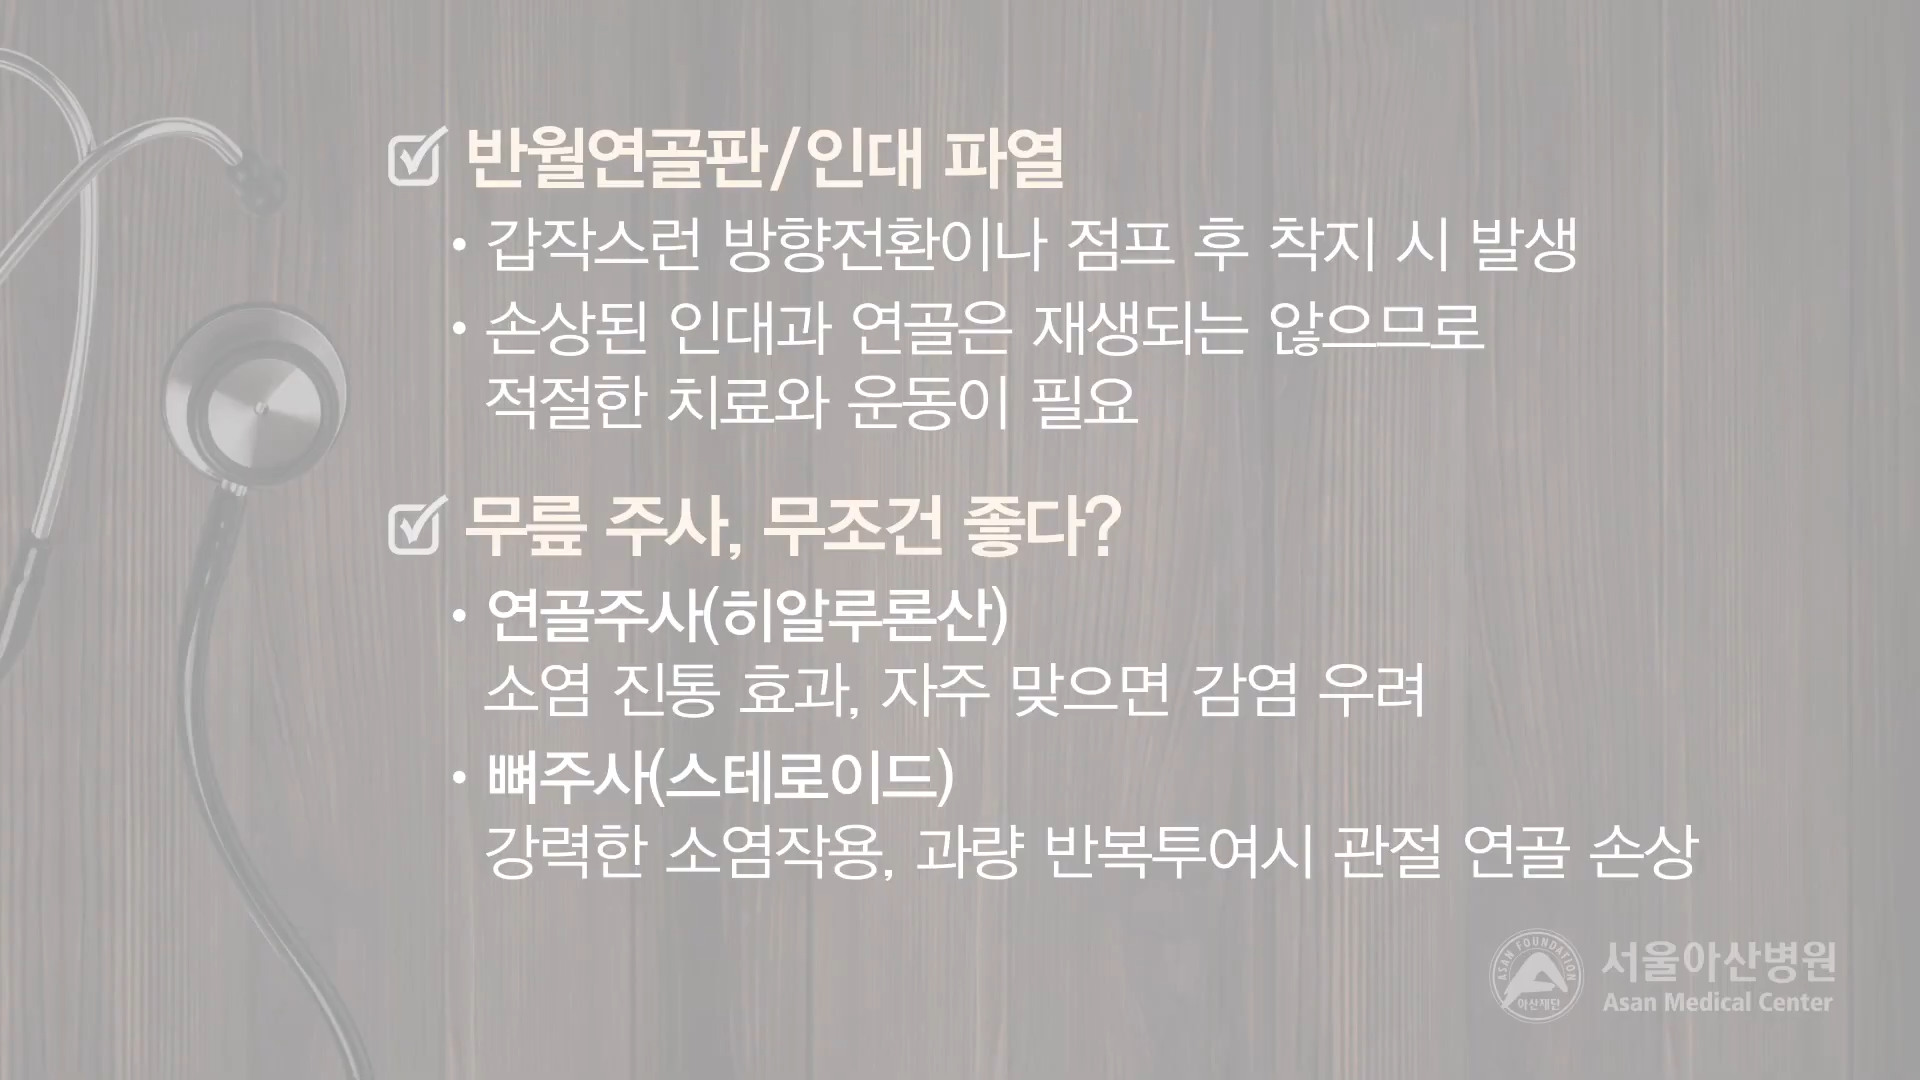 반월연골판/인대 파열
• 갑작스런 방향전환이나 점프 후 착지 시 발생
• 손상된 인대과 연골은 재생되는 않으므로
적절한 치료와 운동이 필요
무릎 주사, 무조건 좋다?
• 연골주사(히알루론산)
소염 진통 효과, 자주 맞으면 감염 우려
• 뼈주사(스테로이드)
강력한 소염작용, 과량 반복투여시 관절 연골 손상
ASAN FOUNDATION
아산재단
서울아산병원
Asan Medical Center